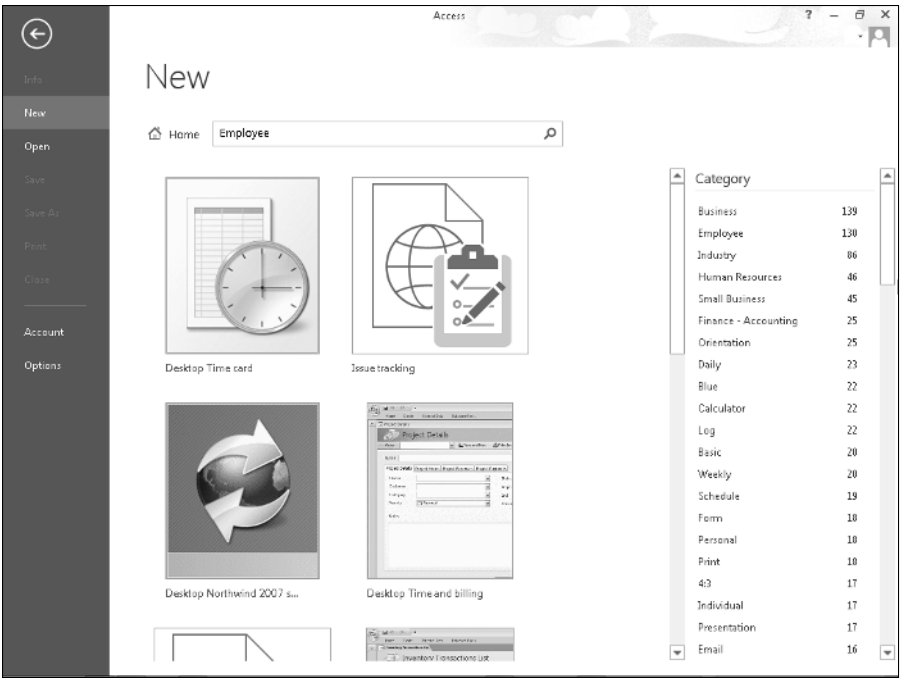 Access
?
Info
New
Open
Save
Save As
Print
Close
Account
Options
New
Home
Employee
Desktop Time card
Issue tracking
Desktop Northwind 2007 s...
Project Details
Desktop Time and billing
Inventory Transactions List
Category
Business 139
Employee 130
Industry 86
Human Resources 46
Small Business 45
Finance - Accounting 25
Orientation 25
Daily 23
Blue 22
Calculator 22
Log 22
Basic 20
Weekly 20
Schedule 19
Form 18
Personal 18
Print 18
4:3 17
Individual 17
Presentation 17
Email 16